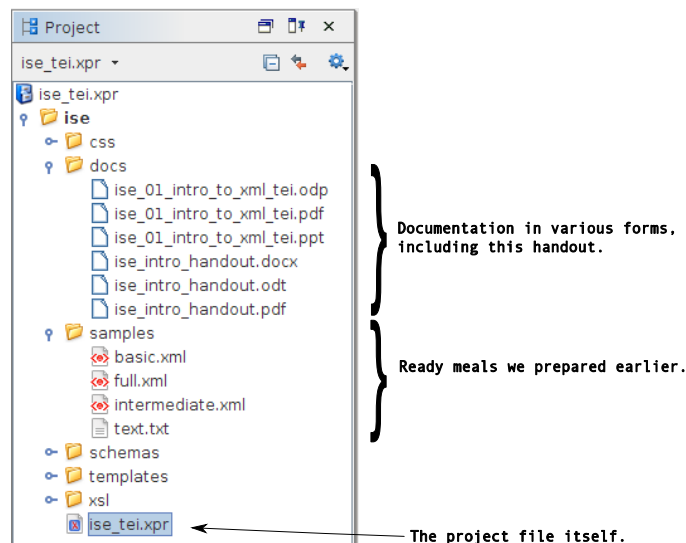 Project
ise_tei.xpr
ise_tei.xpr
ise
css
docs
ise_01_intro_to_xml_tei.odp
ise_01_intro_to_xml_tei.pdf
ise_01_intro_to_xml_tei.ppt
ise_intro_handout.docx
ise_intro_handout.odt
ise_intro_handout.pdf
Documentation in various forms,
including this handout.
samples
basic.xml
full.xml
intermediate.xml
text.txt
Ready meals we prepared earlier.
schemas
templates
xsl
ise_tei.xpr
The project file itself.